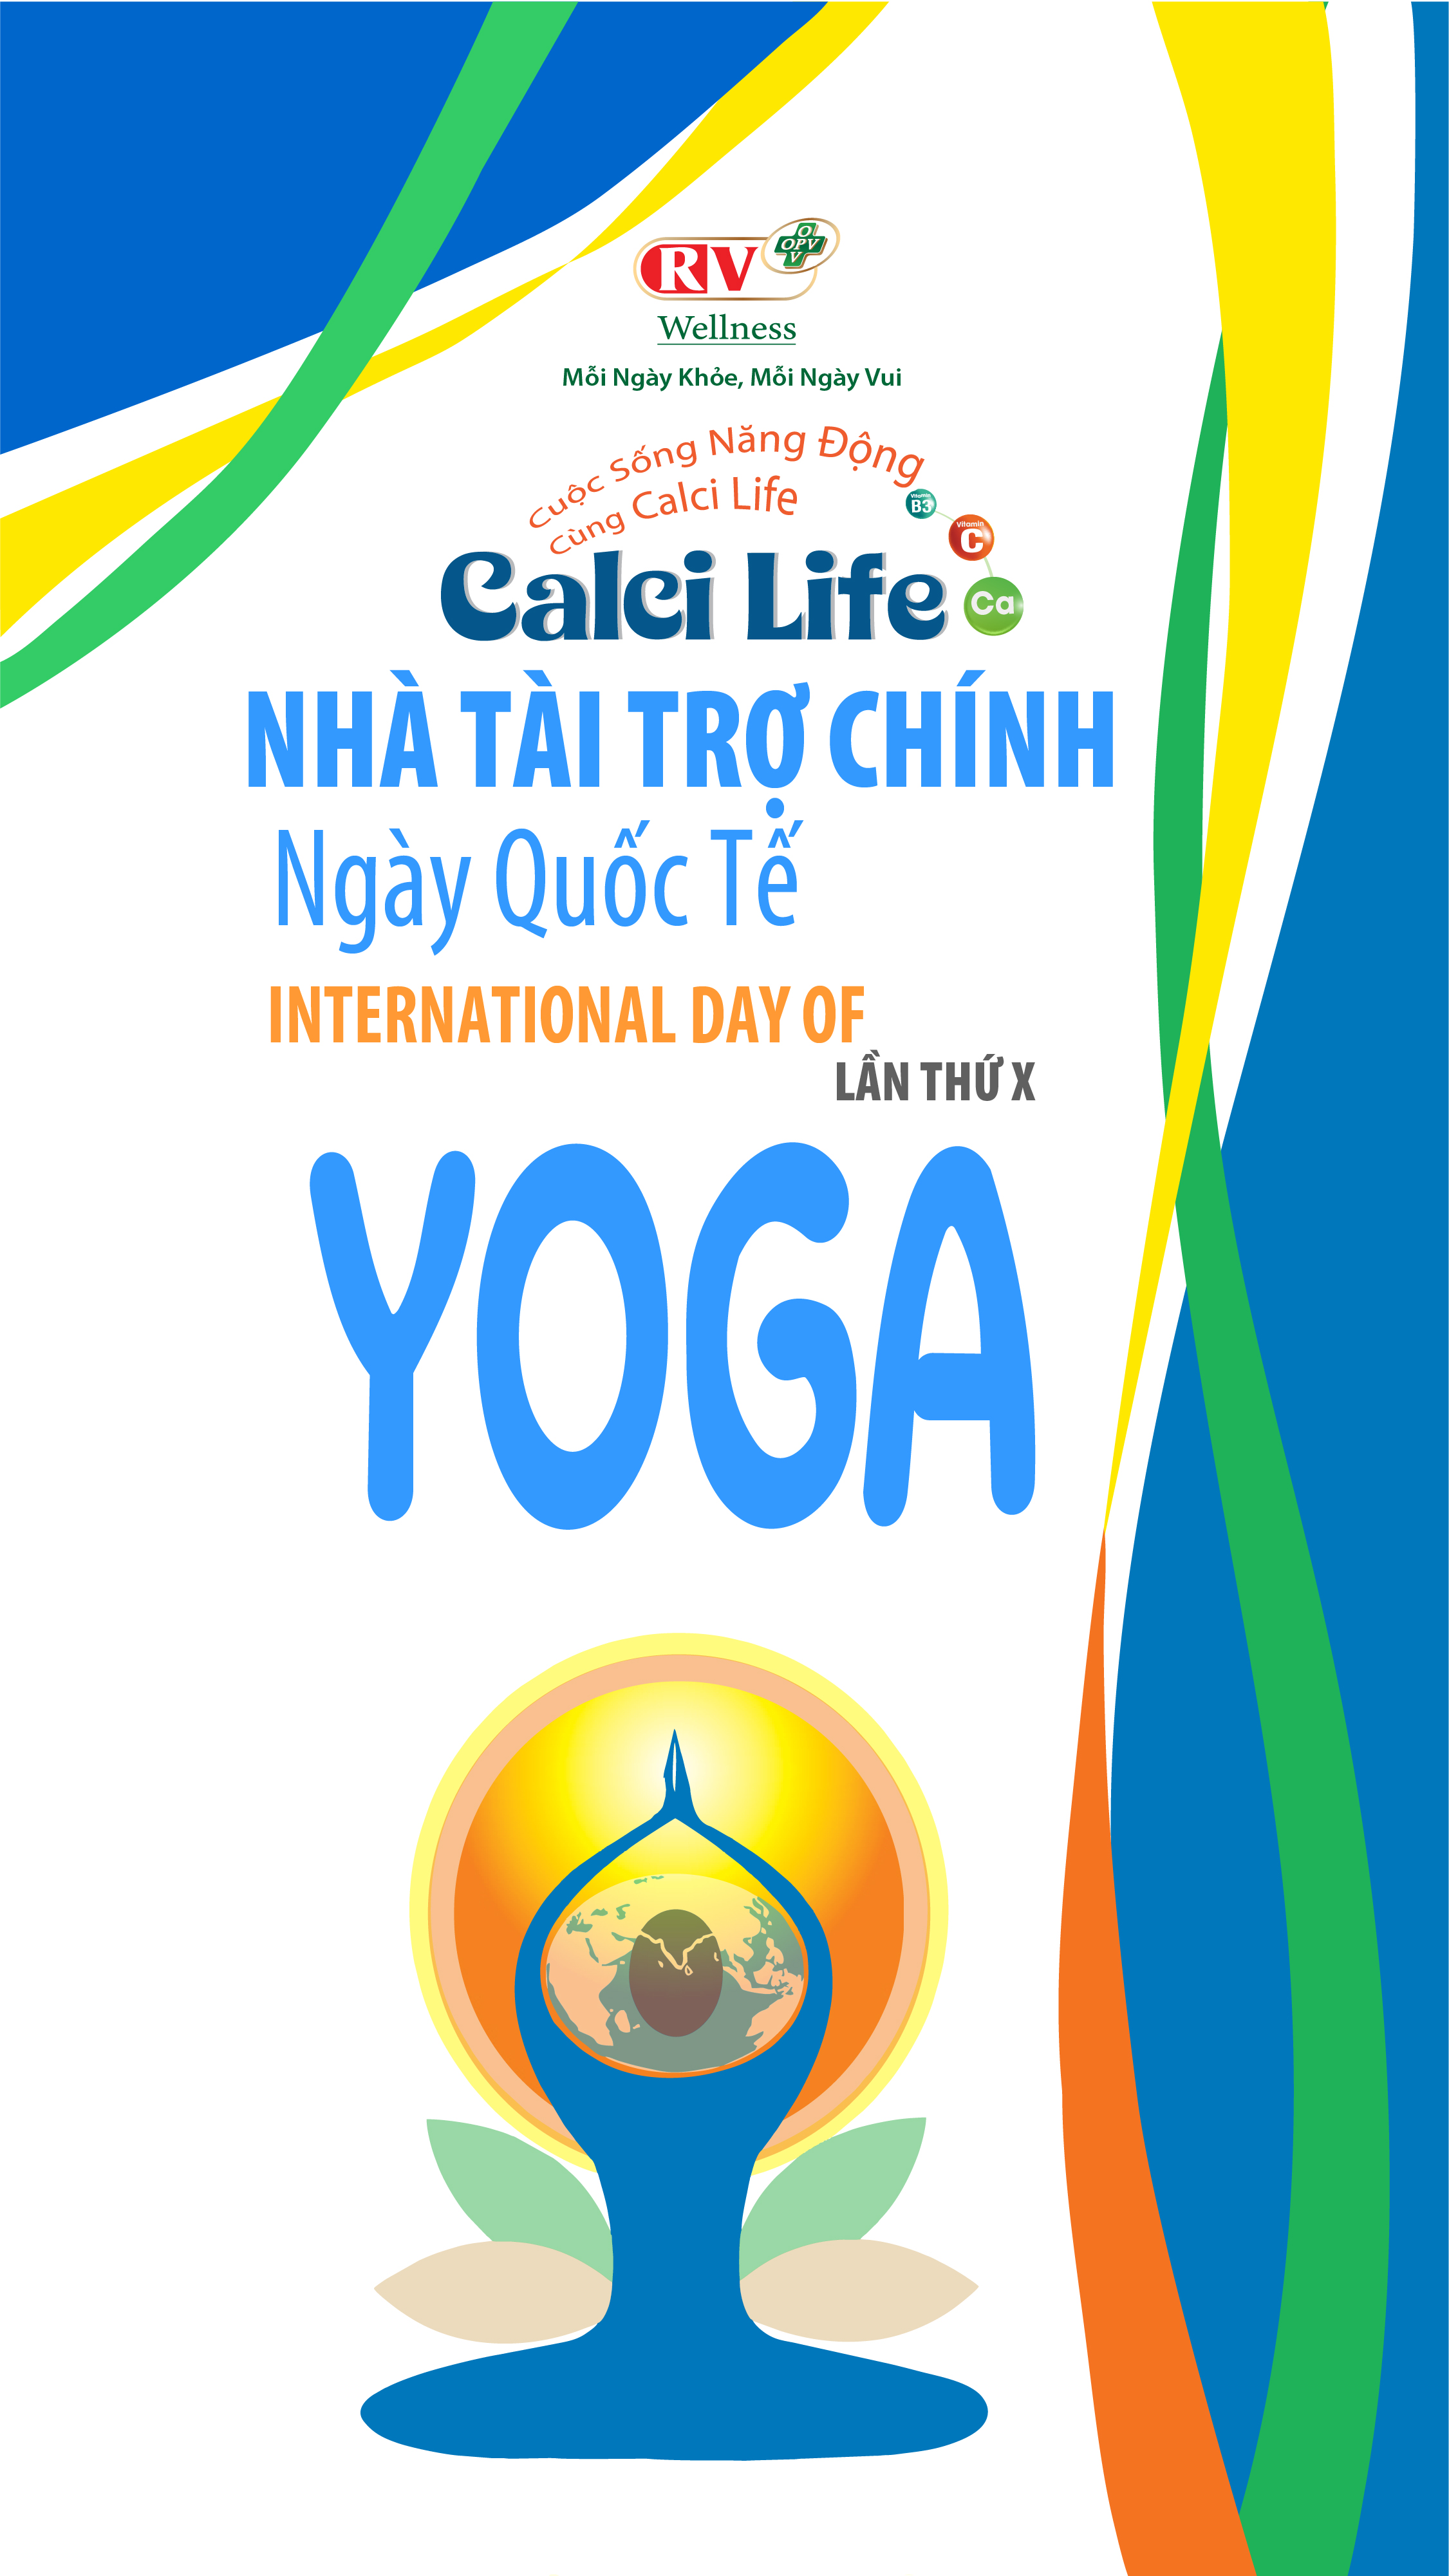 RV
O
OPV
V
Wellness
Mỗi Ngày Khỏe, Mỗi Ngày Vui
Cuộc Sống Năng Động
Cùng Calci Life
Vitamin
B3
Vitamin
C
Calci Life
Ca
NHÀ TÀI TRỢ CHÍNH
Ngày Quốc Tế
INTERNATIONAL DAY OF
LẦN THỨ X
YOGA